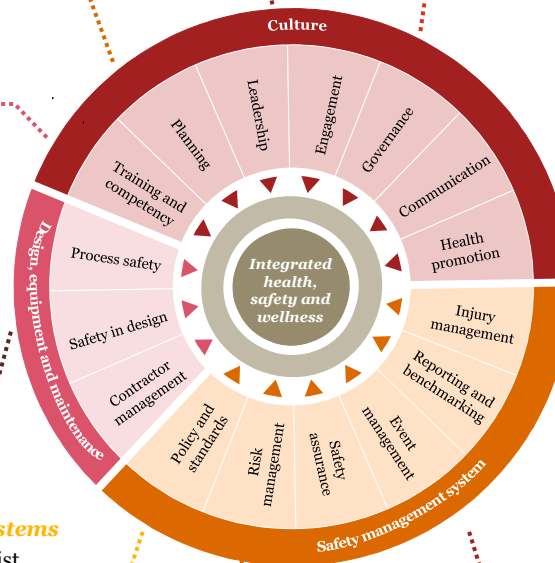 Culture
Training and
competency
Planning
Leadership
Engagement
Governance
Communication
Health
promotion
Design, equipment and maintenance
Process safety
Safety in design
Contractor
management
Integrated
health,
safety and
wellness
Injury
management
Reporting and
benchmarking
Event
management
Safety
assurance
Risk
management
Policy and
standards
Safety management system
stems
ist